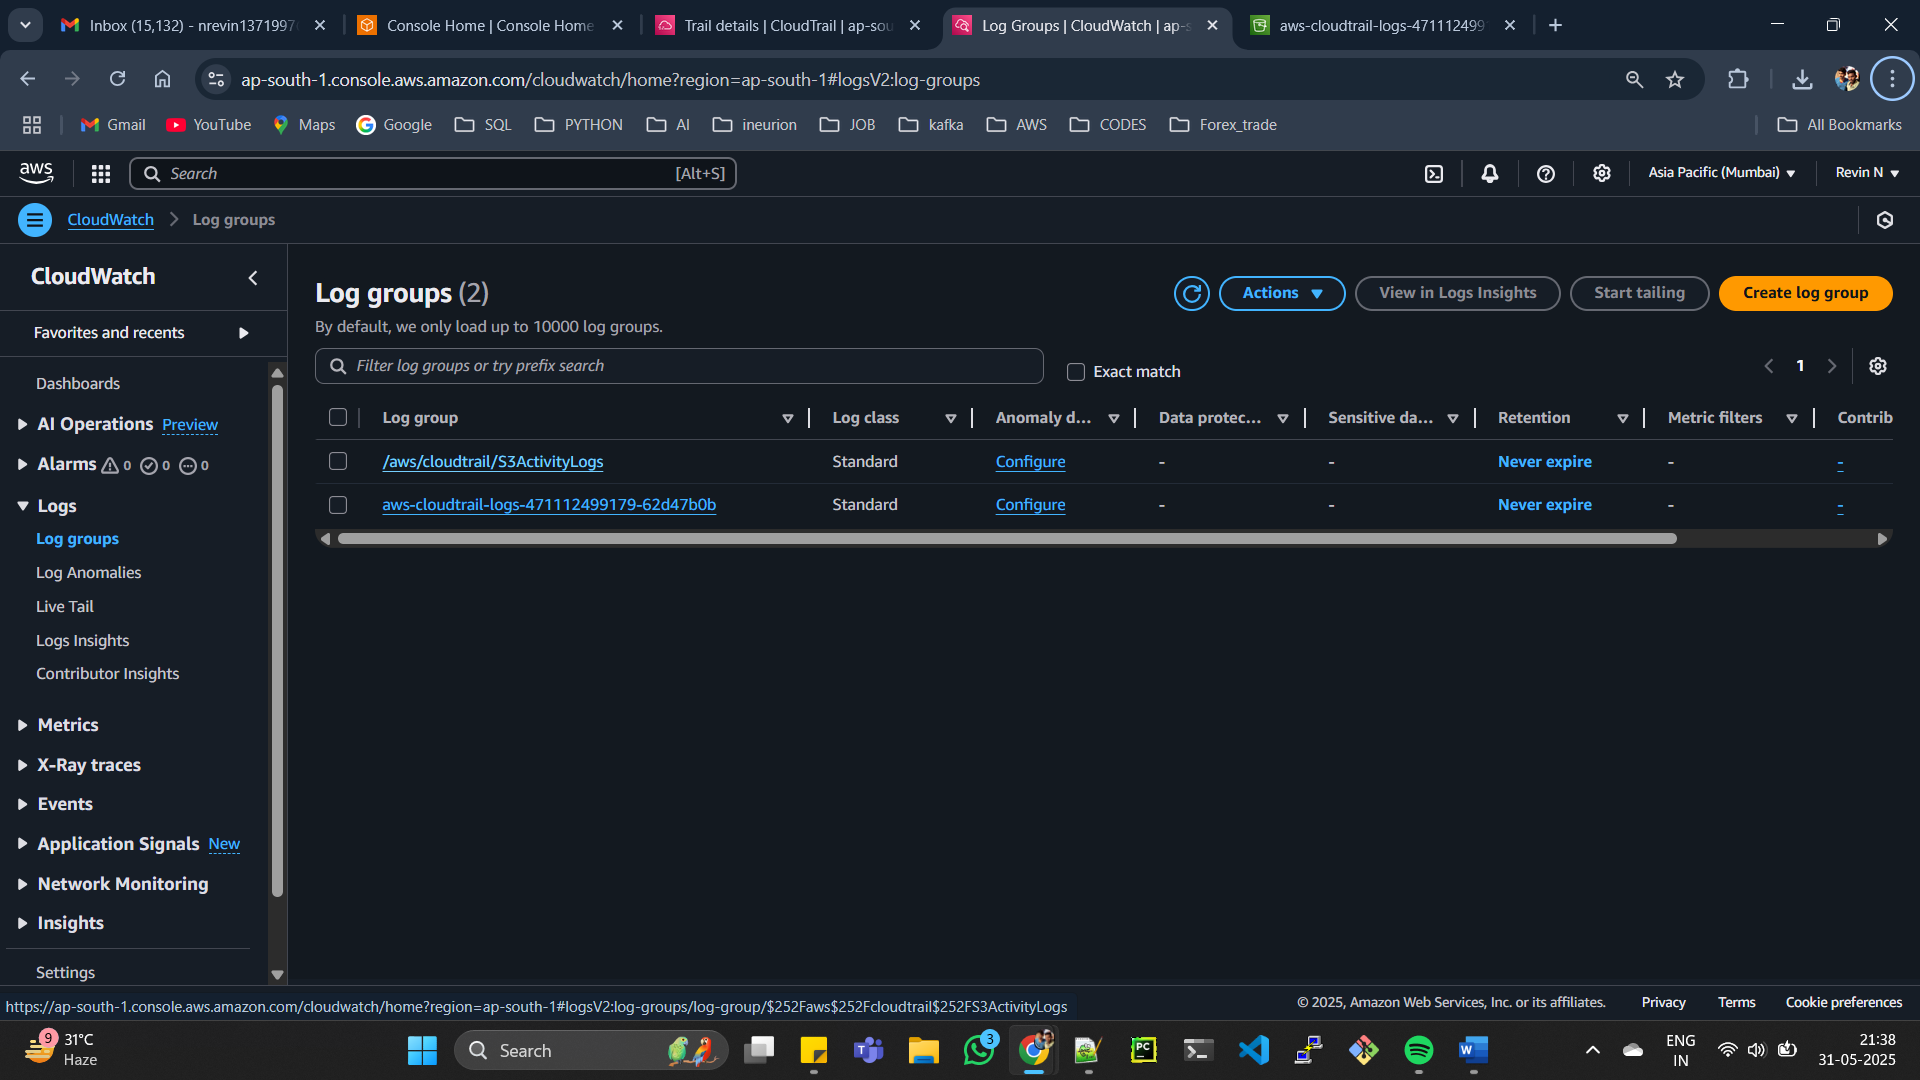 Inbox (15,132) - nrevin1371997
Console Home | Console Home
Trail details | CloudTrail | ap-sou
Log Groups | CloudWatch | ap-s
aws-cloudtrail-logs-471112499
ap-south-1.console.aws.amazon.com/cloudwatch/home?region=ap-south-1#logsV2:log-groups
Gmail YouTube Maps Google SQL PYTHON AI ineurion JOB kafka AWS CODES Forex_trade All Bookmarks
aws Search [Alt+S] Asia Pacific (Mumbai) Revin N
CloudWatch Log groups
CloudWatch
Favorites and recents
Dashboards
AI Operations Preview
Alarms 0 0 0
Logs
Log groups
Log Anomalies
Live Tail
Logs Insights
Contributor Insights
Metrics
X-Ray traces
Events
Application Signals New
Network Monitoring
Insights
Settings
Log groups (2)
Actions View in Logs Insights Start tailing Create log group
By default, we only load up to 10000 log groups.
Filter log groups or try prefix search Exact match 1
Log group Log class Anomaly d... Data protec... Sensitive da... Retention Metric filters Contrib
/aws/cloudtrail/S3ActivityLogs Standard Configure - - Never expire - -
aws-cloudtrail-logs-471112499179-62d47b0b Standard Configure - - Never expire - -
https://ap-south-1.console.aws.amazon.com/cloudwatch/home?region=ap-south-1#logsV2:log-groups/log-group/$252Faws$252Fcloudtrail$252FS3ActivityLogs
© 2025, Amazon Web Services, Inc. or its affiliates. Privacy Terms Cookie preferences
9 31°C
Haze
Search
3
PC
W
ENG
IN
21:38
31-05-2025